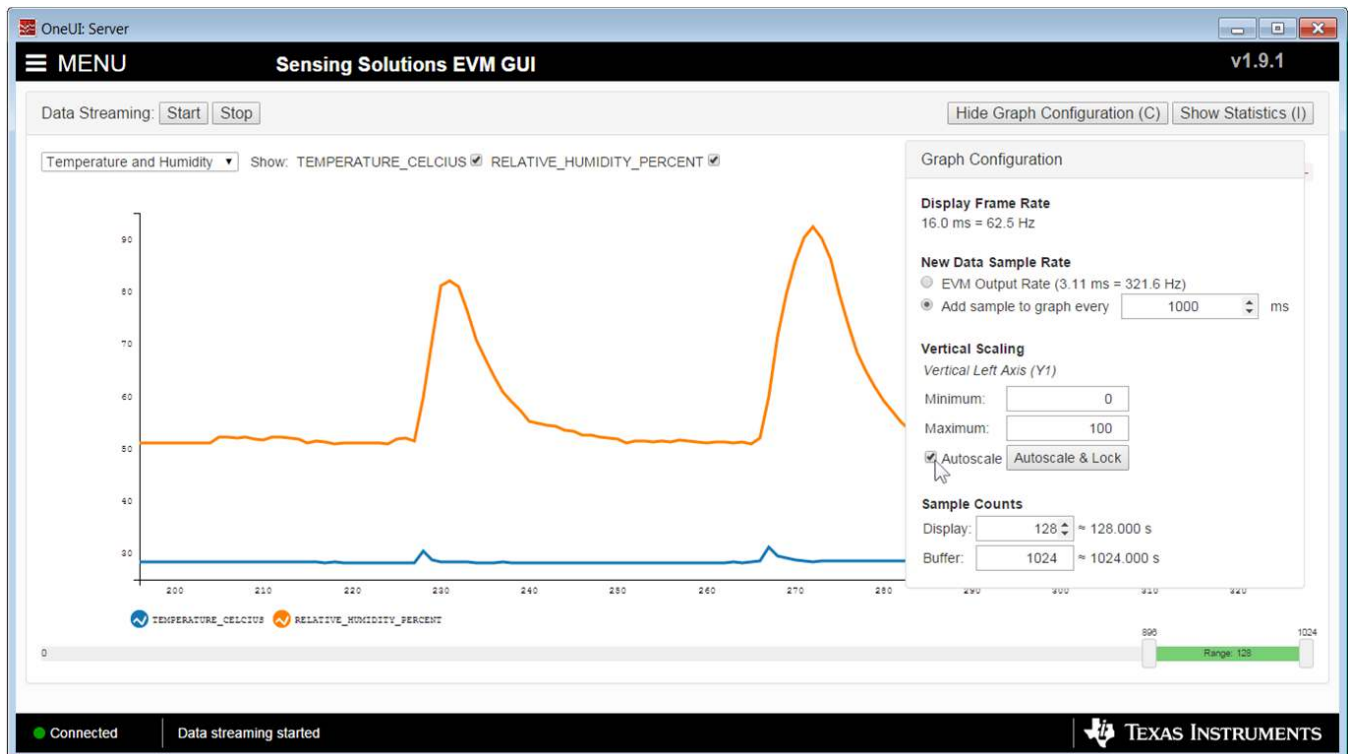 OneUI: Server
MENU
Sensing Solutions EVM GUI
v1.9.1
Data Streaming: Start Stop
Hide Graph Configuration (C) Show Statistics (I)
Temperature and Humidity Show: TEMPERATURE_CELCIUS RELATIVE_HUMIDITY_PERCENT
Graph Configuration
Display Frame Rate
16.0 ms = 62.5 Hz
New Data Sample Rate
EVM Output Rate (3.11 ms = 321.6 Hz)
Add sample to graph every 1000 ms
Vertical Scaling
Vertical Left Axis (Y1)
Minimum: 0
Maximum: 100
Autoscale Autoscale & Lock
Sample Counts
Display: 128 ≈ 128.000 s
Buffer: 1024 ≈ 1024.000 s
90
80
70
60
50
40
30
200 210 220 230 240 250 260 270 280 290 300 310 320
TEMPERATURE_CELCIUS RELATIVE_HUMIDITY_PERCENT
896 1024
0 Range: 128
Connected Data streaming started
TEXAS INSTRUMENTS